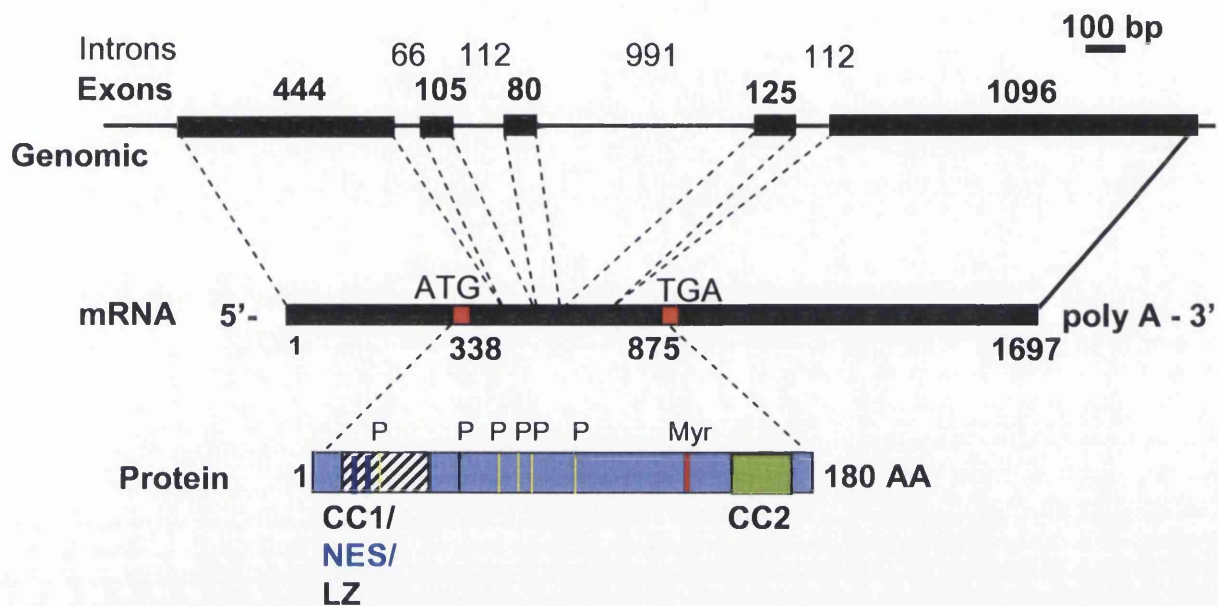 100 bp
Introns 66 112 991 112
Exons 444 105 80 125 1096
Genomic
ATG TGA
mRNA 5'- poly A - 3'
1 338 875 1697
P P P PP P Myr
Protein 1 180 AA
CC1/ CC2
NES/
LZ